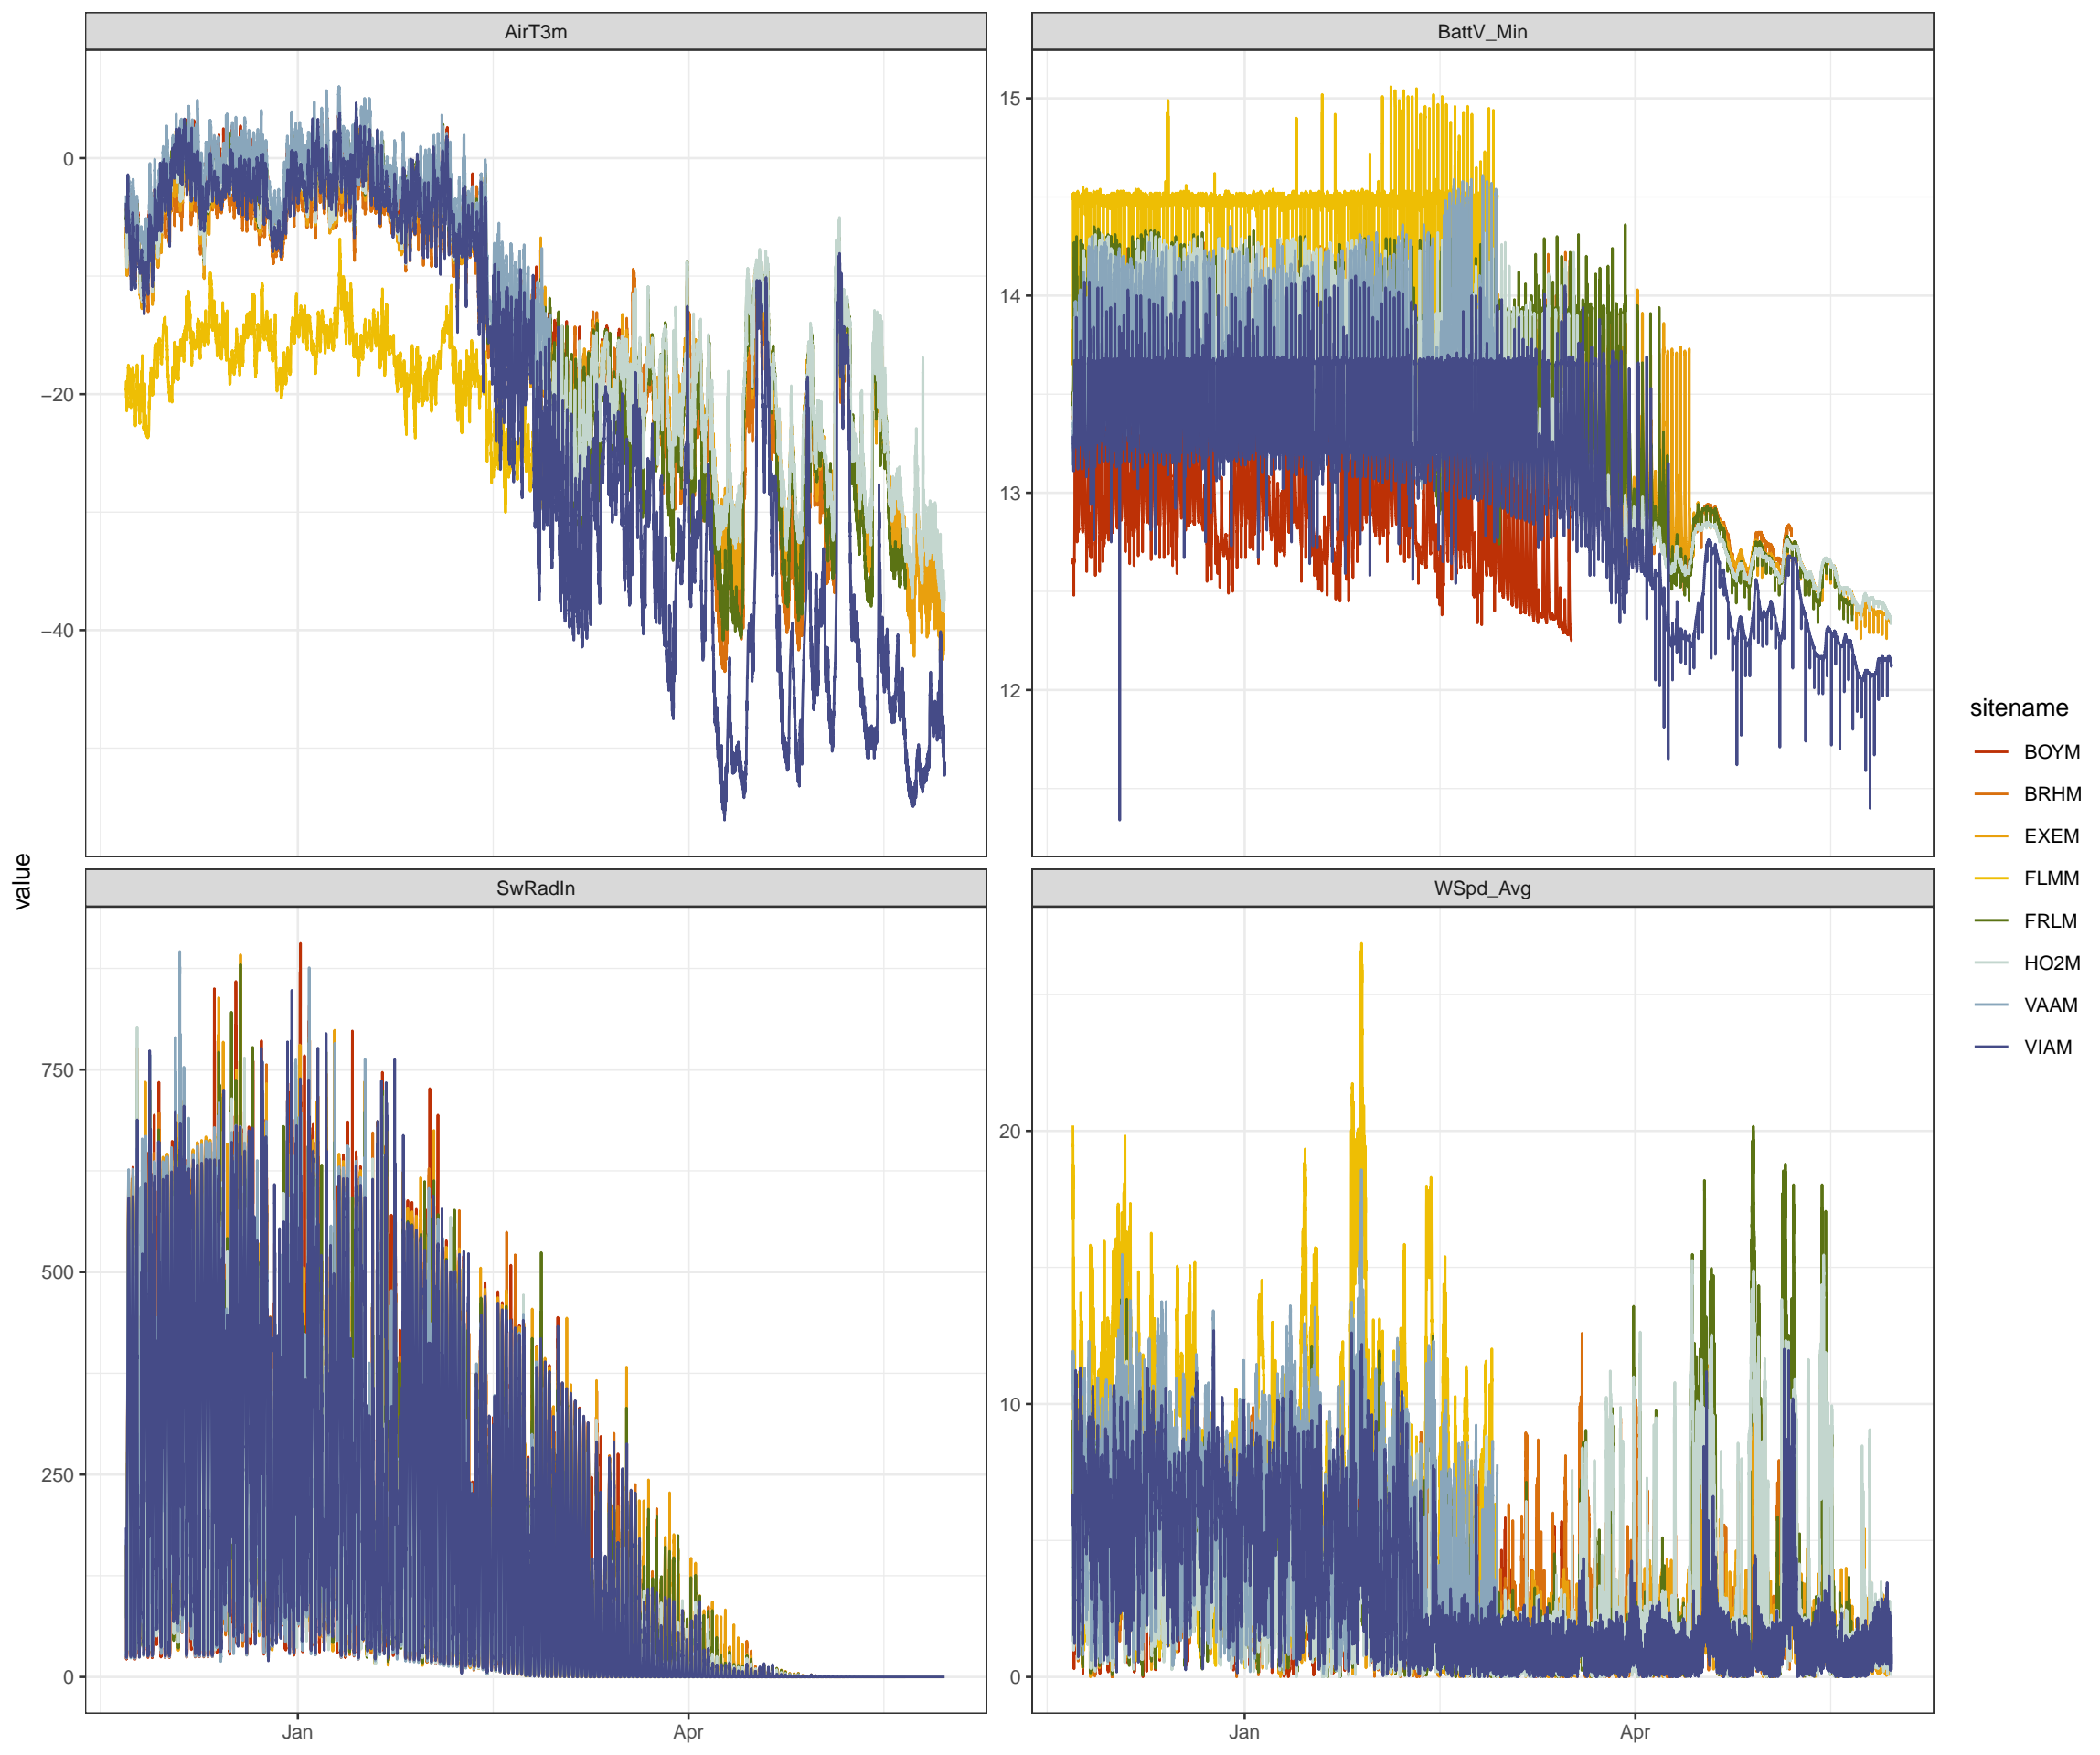 AirT3m
BattV_Min
0
−20
−40
15
14
13
12
SwRadIn
WSpd_Avg
750
500
250
0
20
10
0
Jan
Apr
Jan
Apr
value
sitename
BOYM
BRHM
EXEM
FLMM
FRLM
HO2M
VAAM
VIAM